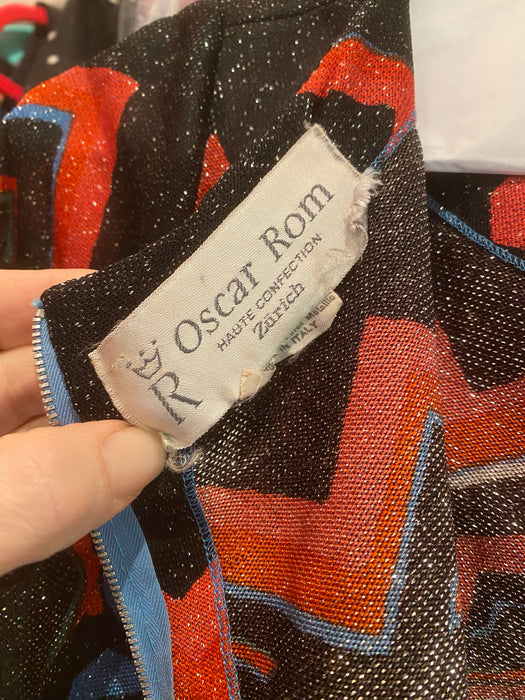 R Oscar Rom
HAUTE CONFECTION
Zürich
IN ITALY